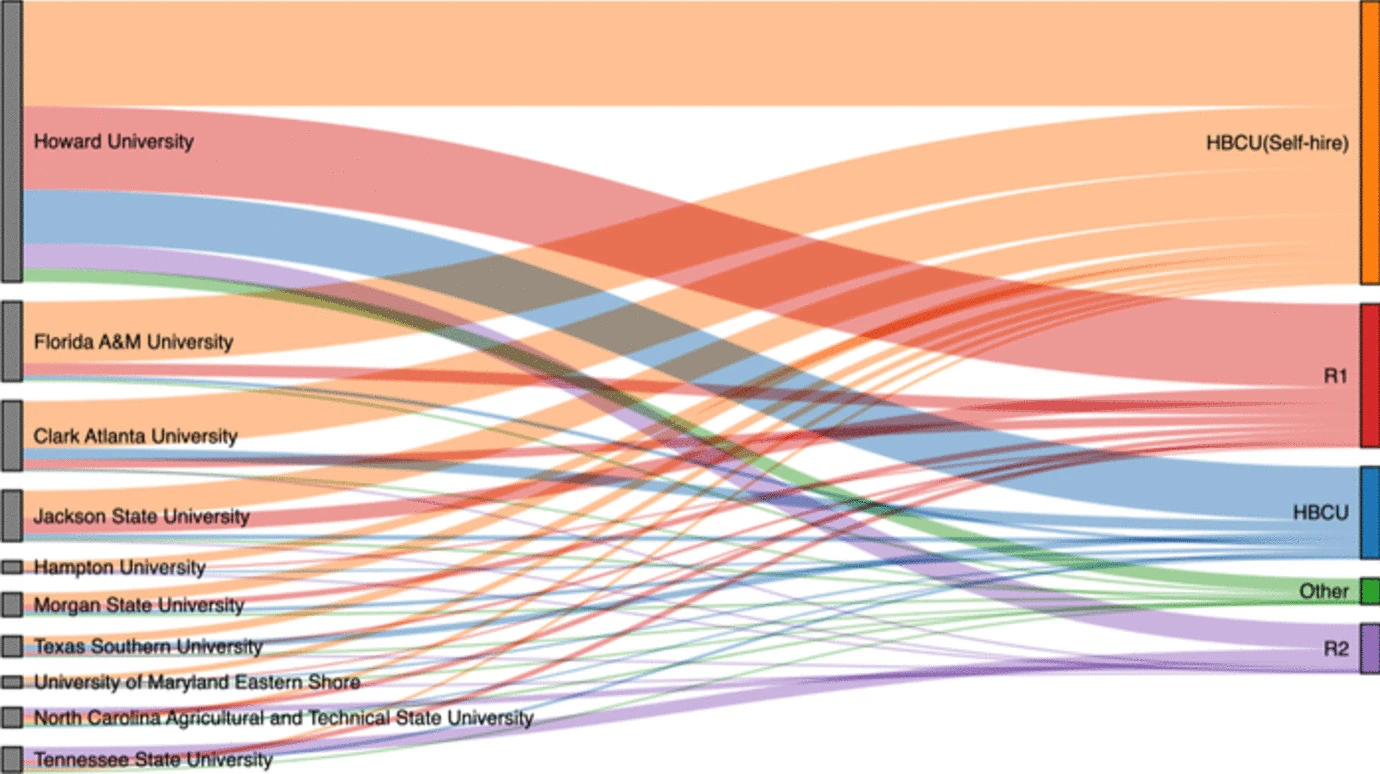 Howard University
HBCU(Self-hire)
Florida A&M University
R1
Clark Atlanta University
Jackson State University
HBCU
Hampton University
Other
Morgan State University
Texas Southern University
R2
University of Maryland Eastern Shore
North Carolina Agricultural and Technical State University
Tennessee State University